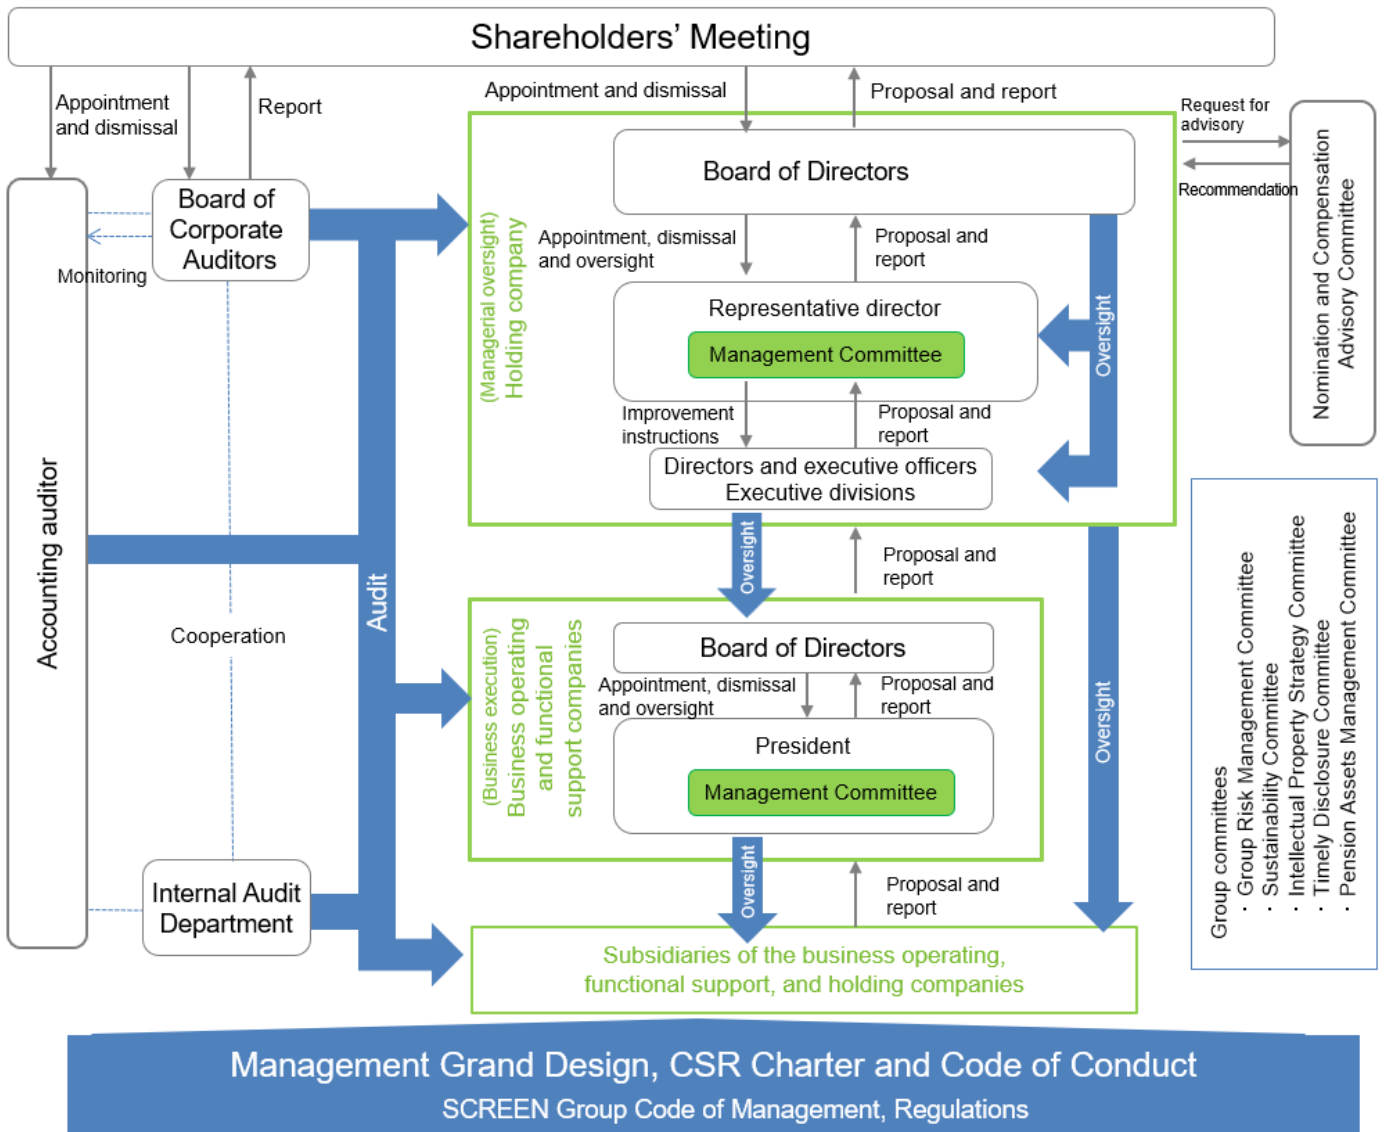 Shareholders' Meeting
Appointment
and dismissal
Report
Appointment and dismissal
Proposal and report
Request for
advisory
Recommendation
Nomination and Compensation
Advisory Committee
Accounting auditor
Board of
Corporate
Auditors
Monitoring
Cooperation
Internal Audit
Department
Audit
(Managerial oversight)
Holding company
Board of Directors
Appointment, dismissal
and oversight
Proposal and
report
Representative director
Management Committee
Oversight
Improvement
instructions
Proposal and
report
Directors and executive officers
Executive divisions
Oversight
Proposal and
report
Oversight
(Business execution)
Business operating
and functional
support companies
Board of Directors
Appointment, dismissal
and oversight
Proposal and
report
President
Management Committee
Oversight
Proposal and
report
Subsidiaries of the business operating,
functional support, and holding companies
Group committees
・Group Risk Management Committee
・Sustainability Committee
・Intellectual Property Strategy Committee
・Timely Disclosure Committee
・Pension Assets Management Committee
Management Grand Design, CSR Charter and Code of Conduct
SCREEN Group Code of Management, Regulations